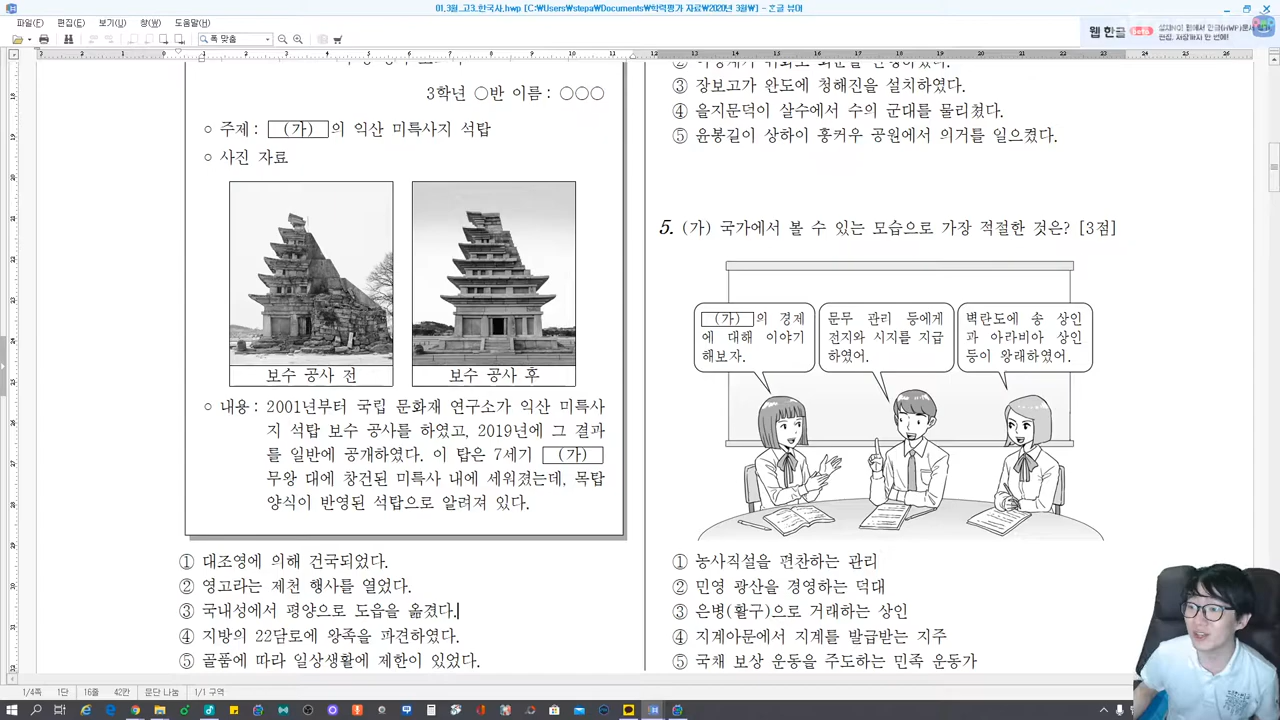 01.3월_고3.한국사.hwp [C:₩Users₩stepa₩Documents₩학력평가 자료₩2020년 3월₩] - 한글 뷰어
파일(F) 편집(E) 보기(U) 창(W) 도움말(H)
폭 맞춤
웹 한글 Beta
3학년 ○반 이름 : ○○○
○ 주제 : (가) 의 익산 미륵사지 석탑
○ 사진 자료
보수 공사 전
보수 공사 후
○ 내용 : 2001년부터 국립 문화재 연구소가 익산 미륵사
지 석탑 보수 공사를 하였고, 2019년에 그 결과
를 일반에 공개하였다. 이 탑은 7세기 (가)
무왕 대에 창건된 미륵사 내에 세워졌는데, 목탑
양식이 반영된 석탑으로 알려져 있다.
① 대조영에 의해 건국되었다.
② 영고라는 제천 행사를 열었다.
③ 국내성에서 평양으로 도읍을 옮겼다.
④ 지방의 22담로에 왕족을 파견하였다.
⑤ 골품에 따라 일상생활에 제한이 있었다.
③ 장보고가 완도에 청해진을 설치하였다.
④ 을지문덕이 살수에서 수의 군대를 물리쳤다.
⑤ 윤봉길이 상하이 훙커우 공원에서 의거를 일으켰다.
5. (가) 국가에서 볼 수 있는 모습으로 가장 적절한 것은? [3점]
(가) 의 경제
에 대해 이야기
해보자.
문무 관리 등에게
전지와 시지를 지급
하였어.
벽란도에 송 상인
과 아라비아 상인
등이 왕래하였어.
① 농사직설을 편찬하는 관리
② 민영 광산을 경영하는 덕대
③ 은병(활구)으로 거래하는 상인
④ 지계아문에서 지계를 발급받는 지주
⑤ 국채 보상 운동을 주도하는 민족 운동가
1/4쪽 1단 16줄 42칸 문단 나눔 1/1 구역